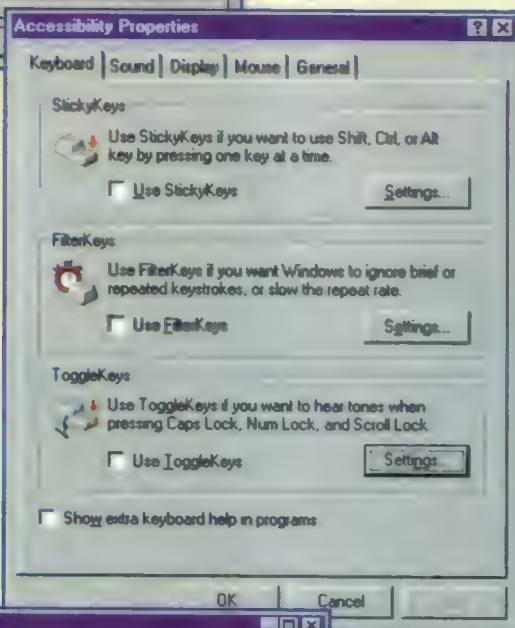 Accessibility Properties
Keyboard Sound Display Mouse General
StickyKeys
Use StickyKeys if you want to use Shift, Ctrl, or Alt
key by pressing one key at a time.
Use StickyKeys
Settings...
FilterKeys
Use FilterKeys if you want Windows to ignore brief or
repeated keystrokes, or slow the repeat rate.
Use FilterKeys
Settings...
ToggleKeys
Use ToggleKeys if you want to hear tones when
pressing Caps Lock, Num Lock, and Scroll Lock
Use ToggleKeys
Settings
Show extra keyboard help in programs
OK Cancel